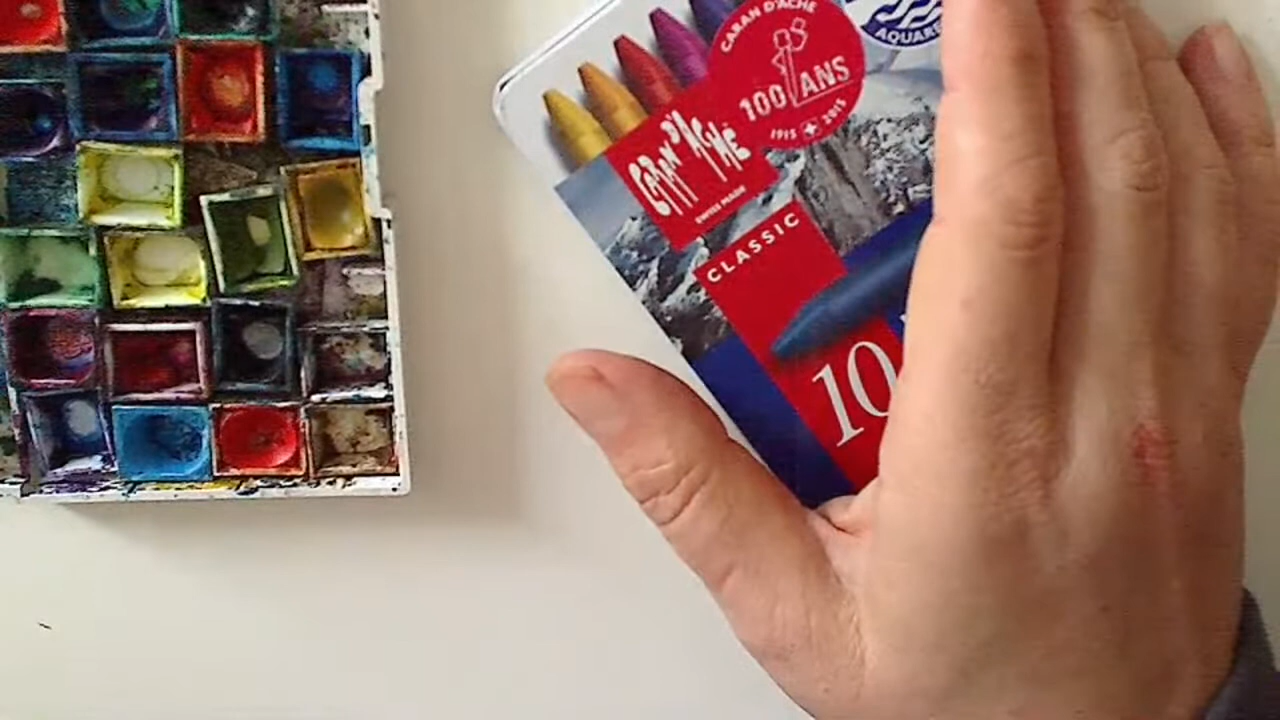 CARAN D'ACHE
100 ANS
1915 2015
AQUARE
CARAN D'ACHE
SWISS MADE
CLASSIC
10